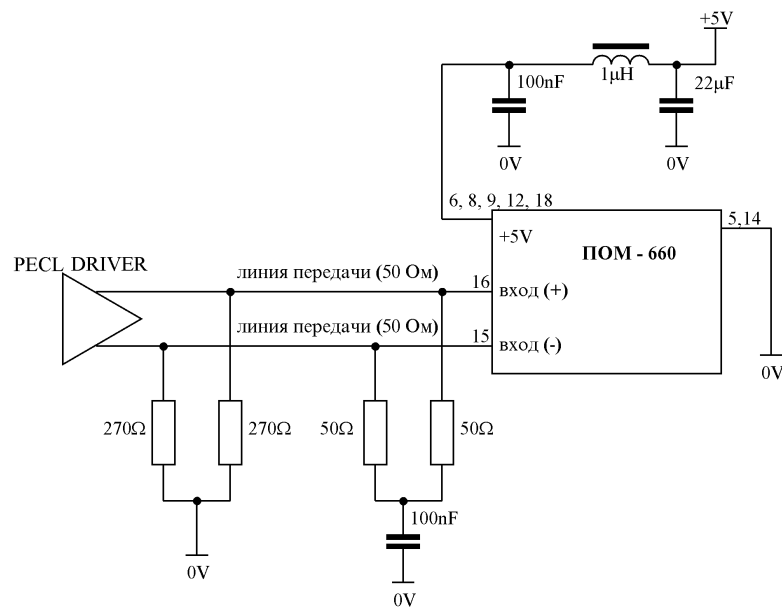 +5V
100nF
1µH
22µF
0V
0V
6, 8, 9, 12, 18
5,14
+5V
ПОМ - 660
PECL DRIVER
линия передачи (50 Ом)
16
вход (+)
линия передачи (50 Ом)
15
вход (-)
0V
270Ω
270Ω
50Ω
50Ω
100nF
0V
0V